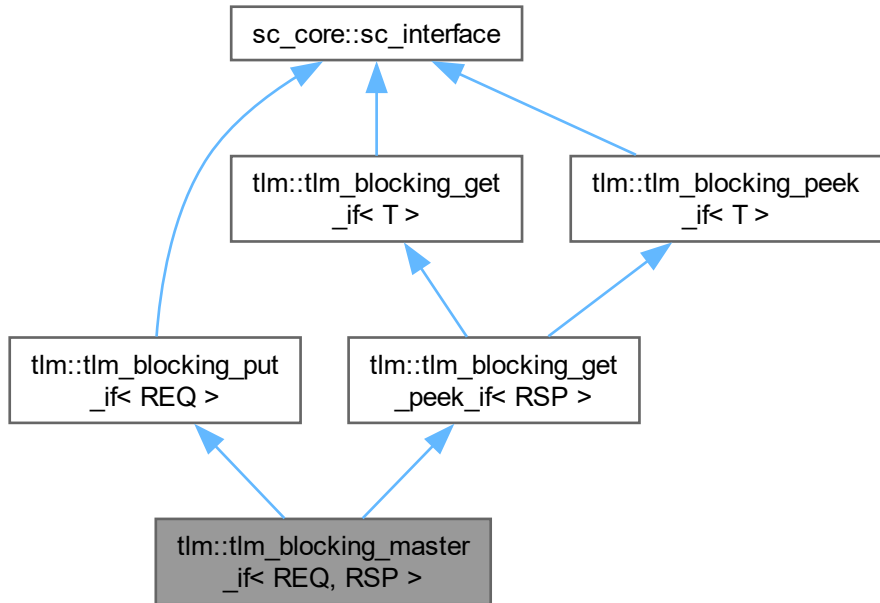 sc_core::sc_interface
tlm::tlm_blocking_get
_if< T >
tlm::tlm_blocking_peek
_if< T >
tlm::tlm_blocking_put
_if< REQ >
tlm::tlm_blocking_get
_peek_if< RSP >
tlm::tlm_blocking_master
_if< REQ, RSP >